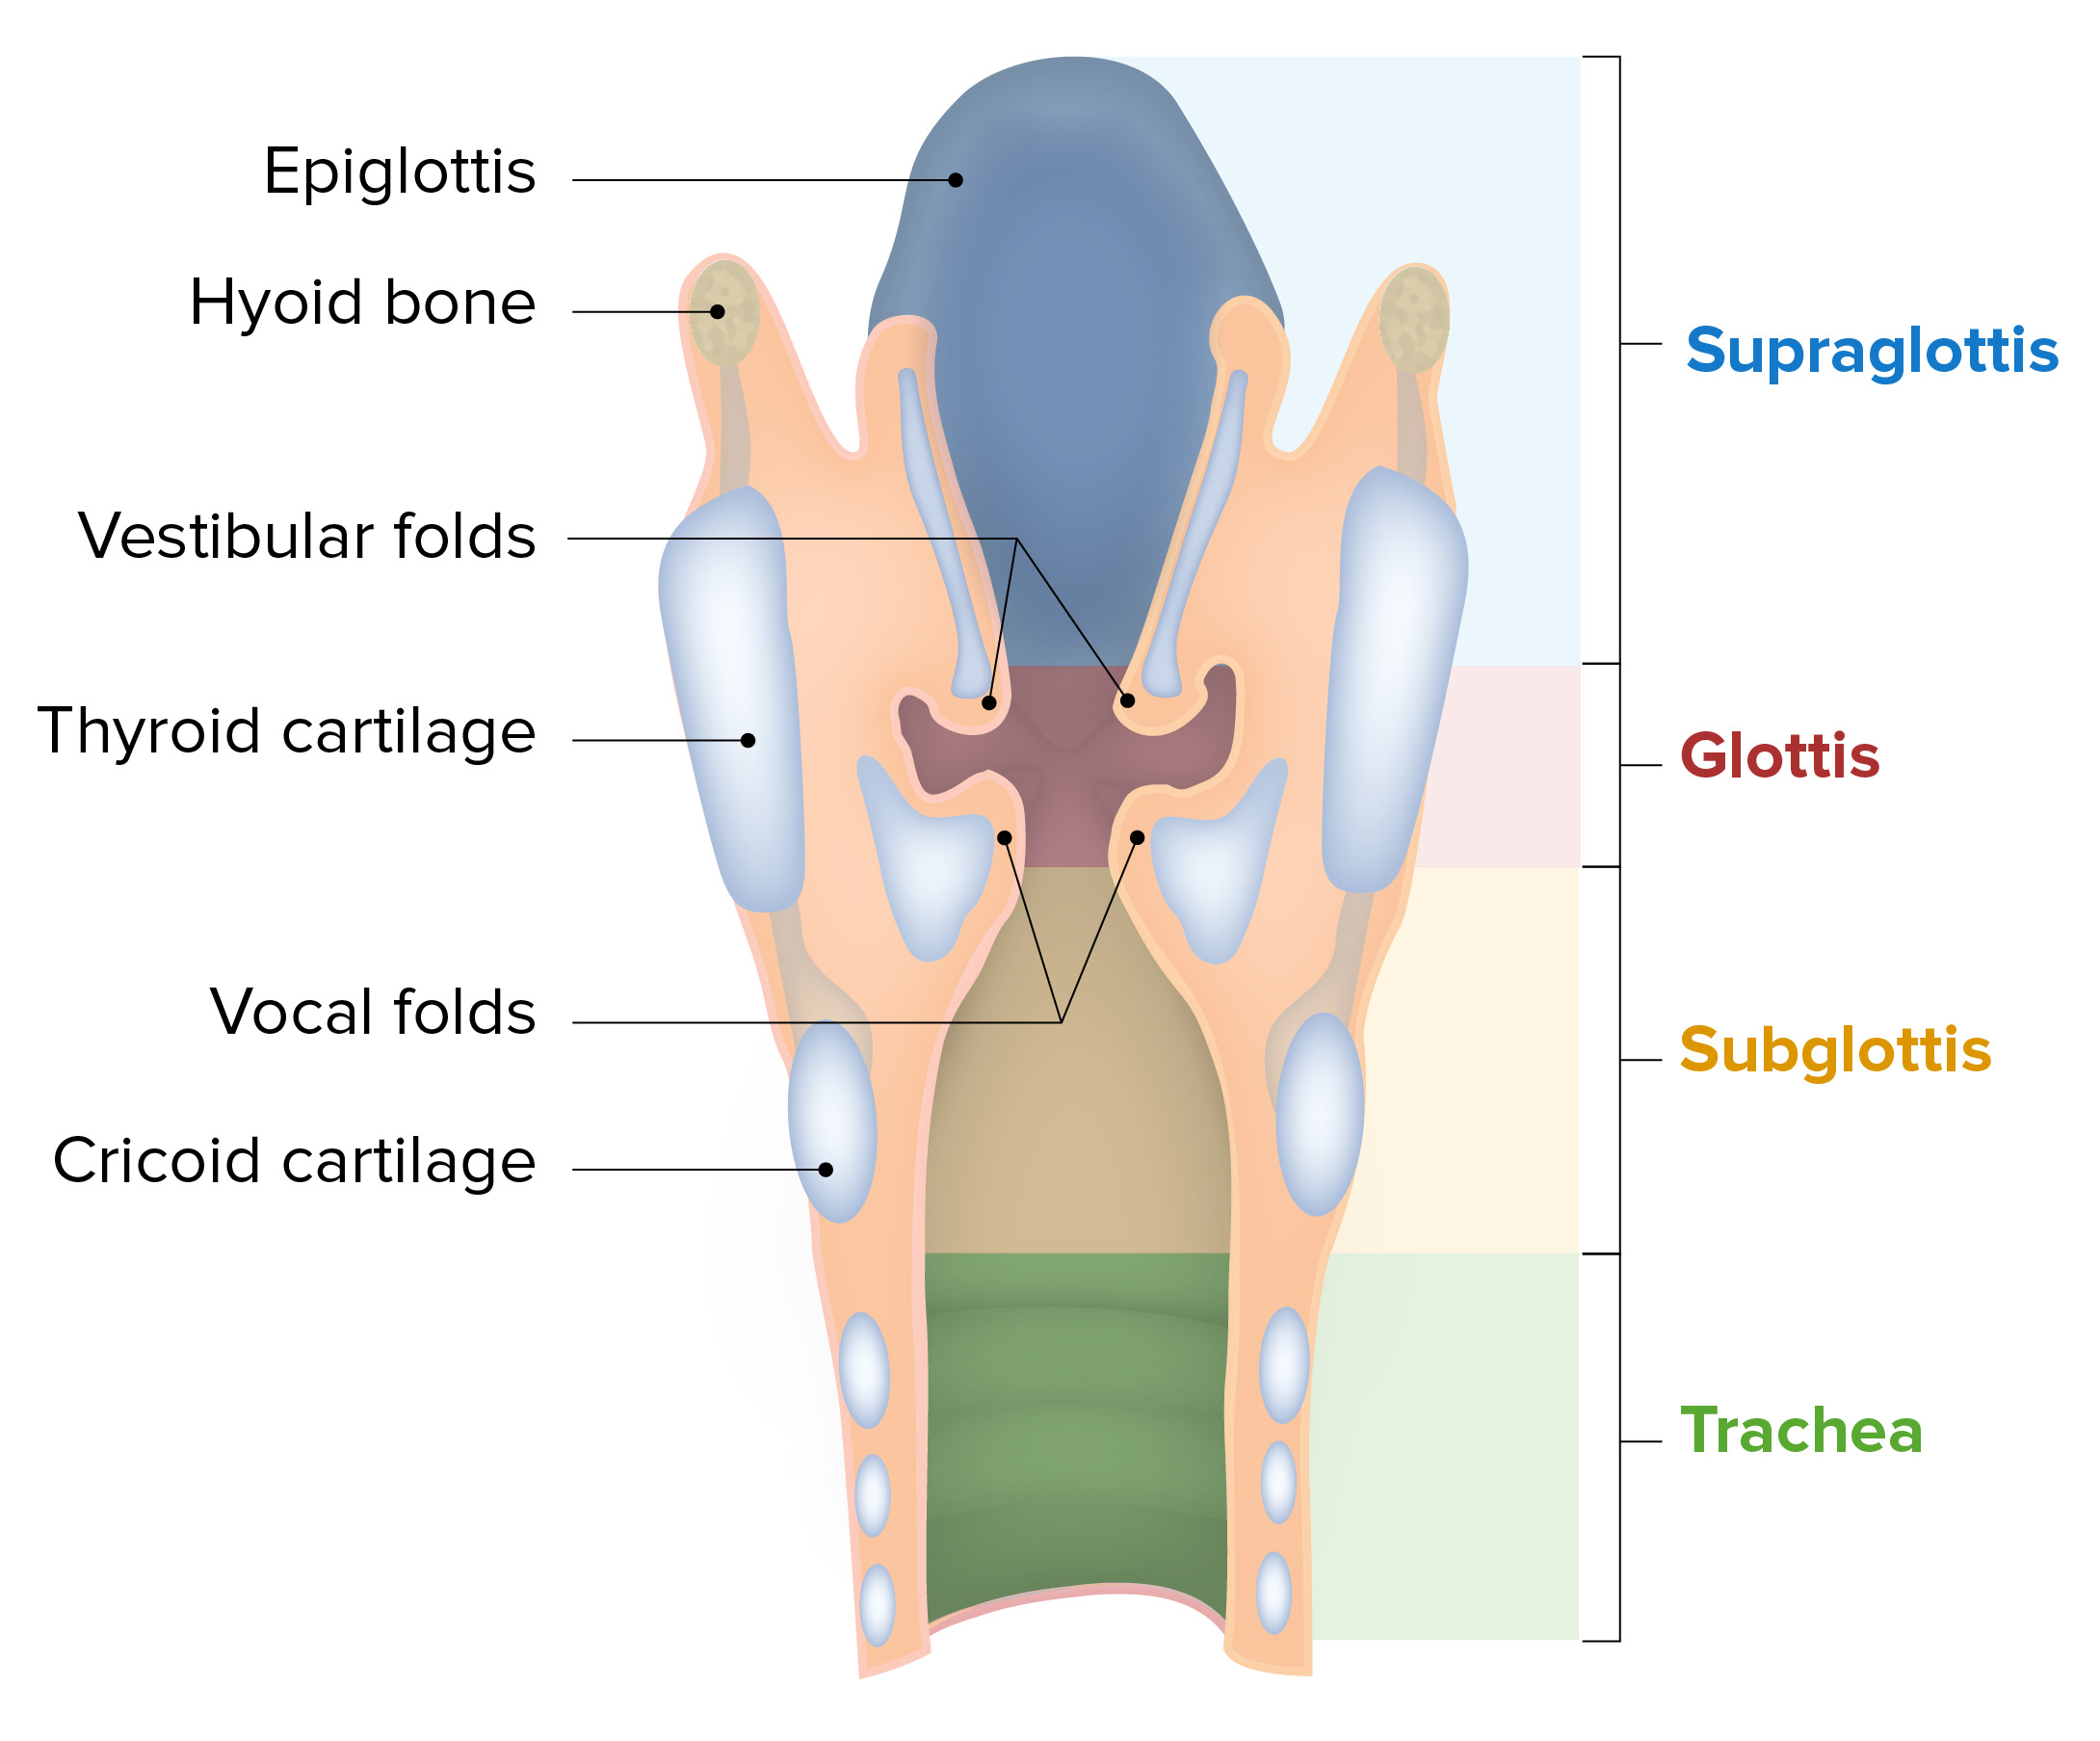 Epiglottis
Hyoid bone
Vestibular folds
Thyroid cartilage
Vocal folds
Cricoid cartilage
Supraglottis
Glottis
Subglottis
Trachea